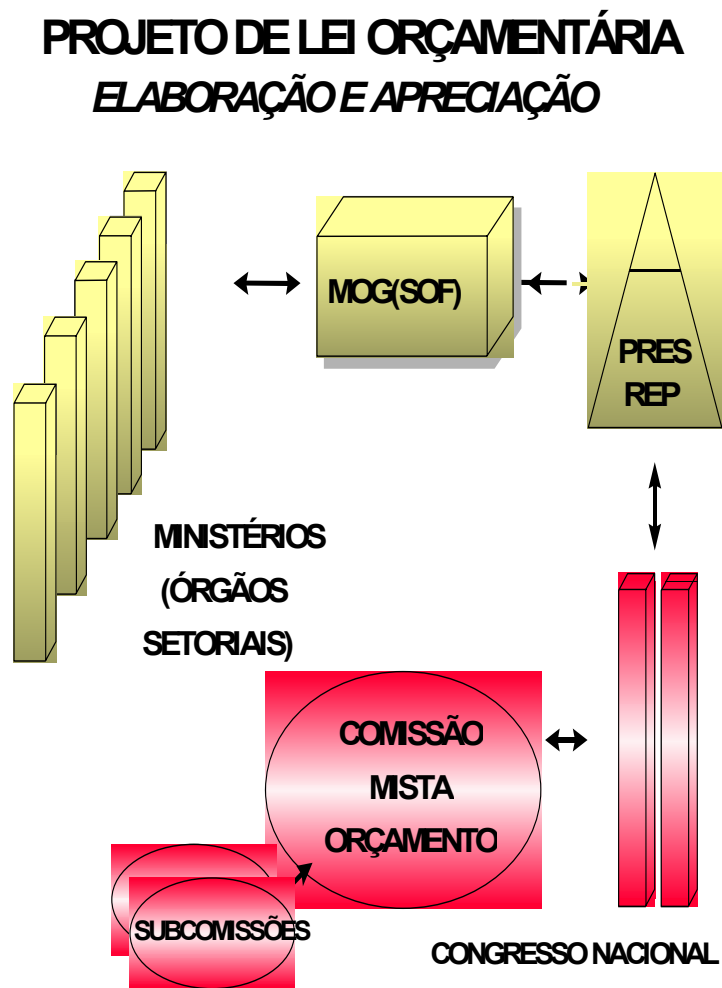 PROJETO DE LEI ORÇAMENTÁRIA
ELABORAÇÃO E APRECIAÇÃO
MOG(SOF)
PRES
REP
MINISTÉRIOS
(ÓRGÃOS
SETORIAIS)
COMISSÃO
MISTA
ORÇAMENTO
SUBCOMISSÕES
CONGRESSO NACIONAL